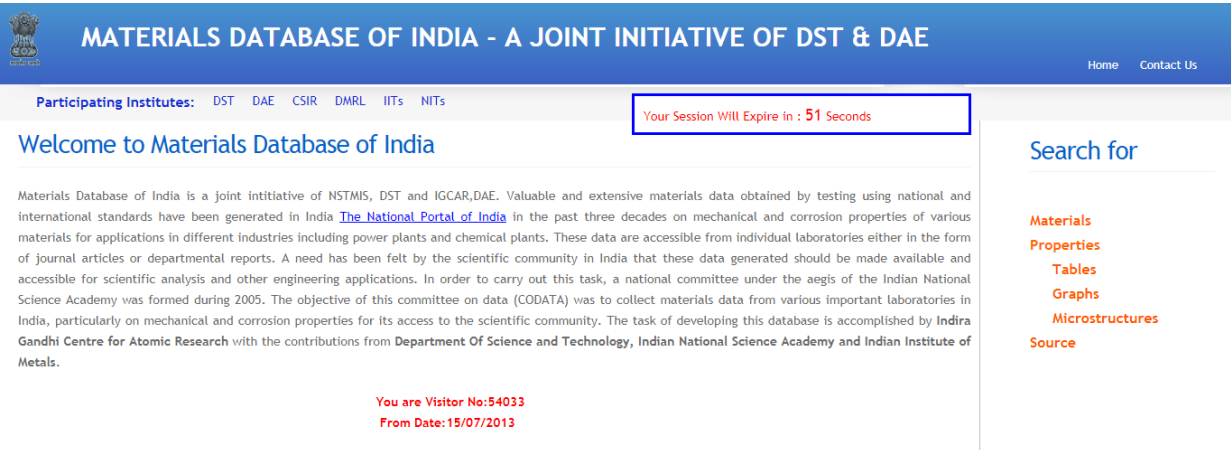 MATERIALS DATABASE OF INDIA - A JOINT INITIATIVE OF DST & DAE
Home Contact Us
Participating Institutes: DST DAE CSIR DMRL IITs NITs
Your Session Will Expire in : 51 Seconds
Welcome to Materials Database of India
Materials Database of India is a joint intitiative of NSTMIS, DST and IGCAR,DAE. Valuable and extensive materials data obtained by testing using national and
international standards have been generated in India The National Portal of India in the past three decades on mechanical and corrosion properties of various
materials for applications in different industries including power plants and chemical plants. These data are accessible from individual laboratories either in the form
of journal articles or departmental reports. A need has been felt by the scientific community in India that these data generated should be made available and
accessible for scientific analysis and other engineering applications. In order to carry out this task, a national committee under the aegis of the Indian National
Science Academy was formed during 2005. The objective of this committee on data (CODATA) was to collect materials data from various important laboratories in
India, particularly on mechanical and corrosion properties for its access to the scientific community. The task of developing this database is accomplished by Indira
Gandhi Centre for Atomic Research with the contributions from Department Of Science and Technology, Indian National Science Academy and Indian Institute of
Metals.
You are Visitor No:54033
From Date:15/07/2013
Search for
Materials
Properties
Tables
Graphs
Microstructures
Source